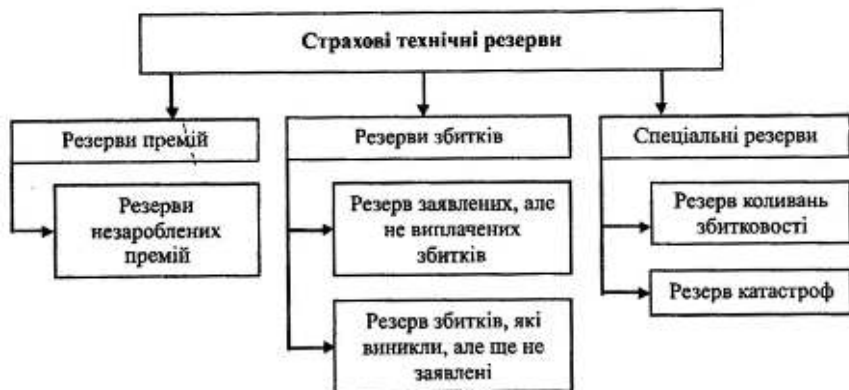 Страхові технічні резерви
Резерви премій
Резерви збитків
Спеціальні резерви
Резерви
незароблених
премій
Резерв заявлених, але
не виплачених
збитків
Резерв збитків, які
виникли, але ще не
заявлені
Резерв коливань
збитковості
Резерв катастроф